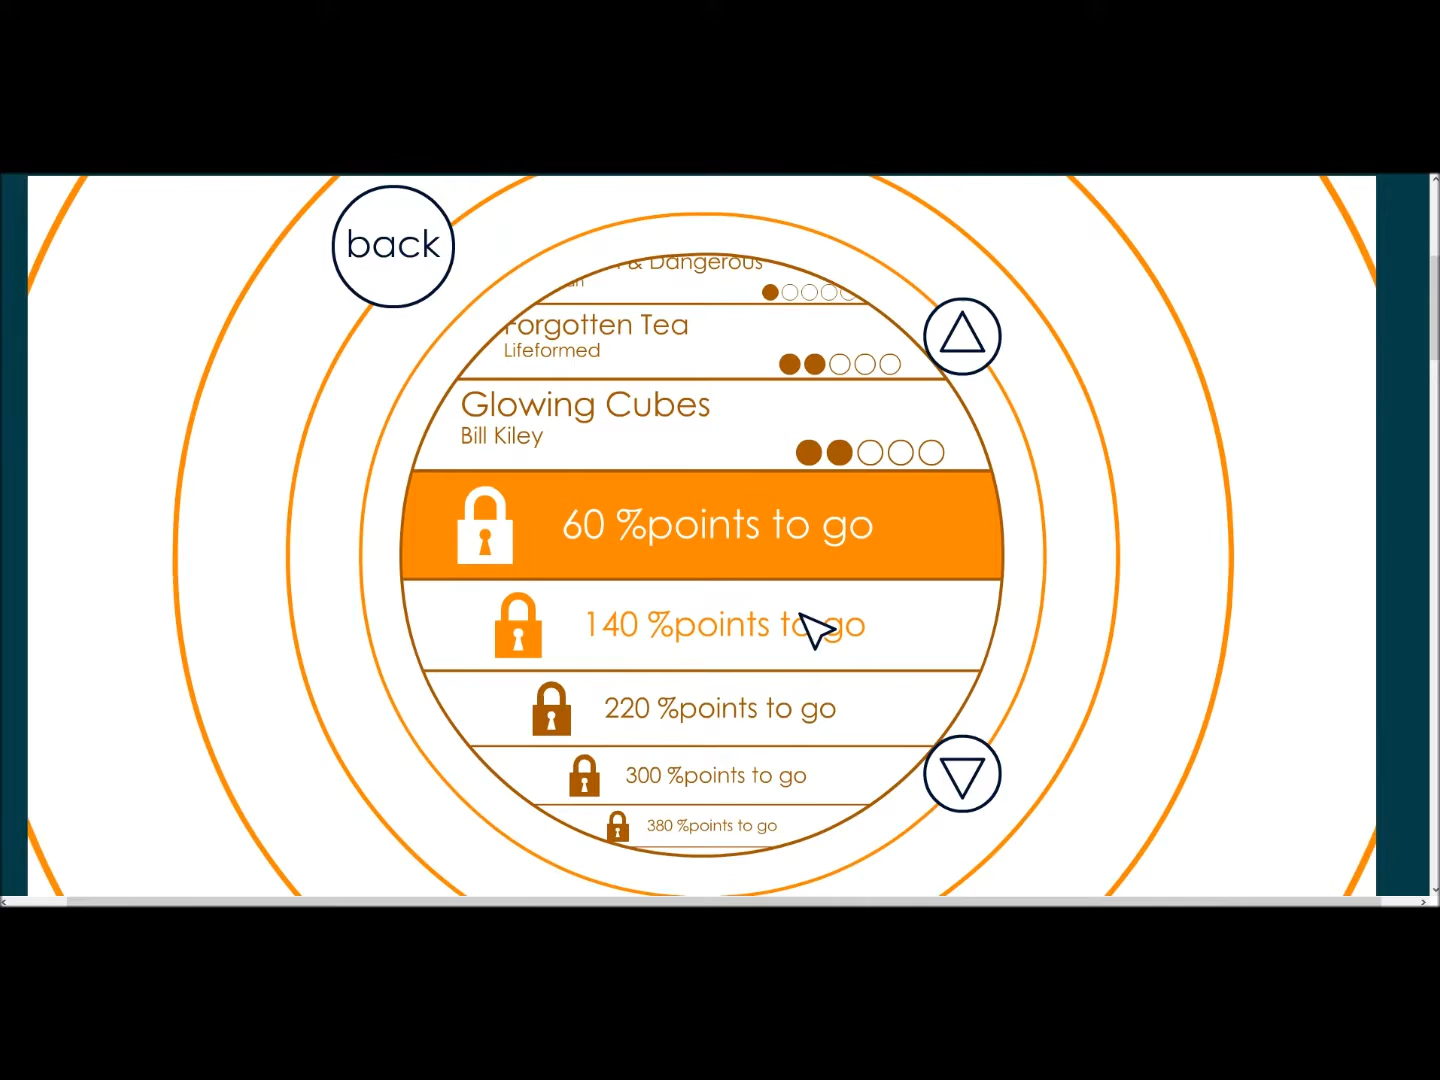 back
& Dangerous
Forgotten Tea
Lifeformed
Glowing Cubes
Bill Kiley
60 %points to go
140 %points to go
220 %points to go
300 %points to go
380 %points to go